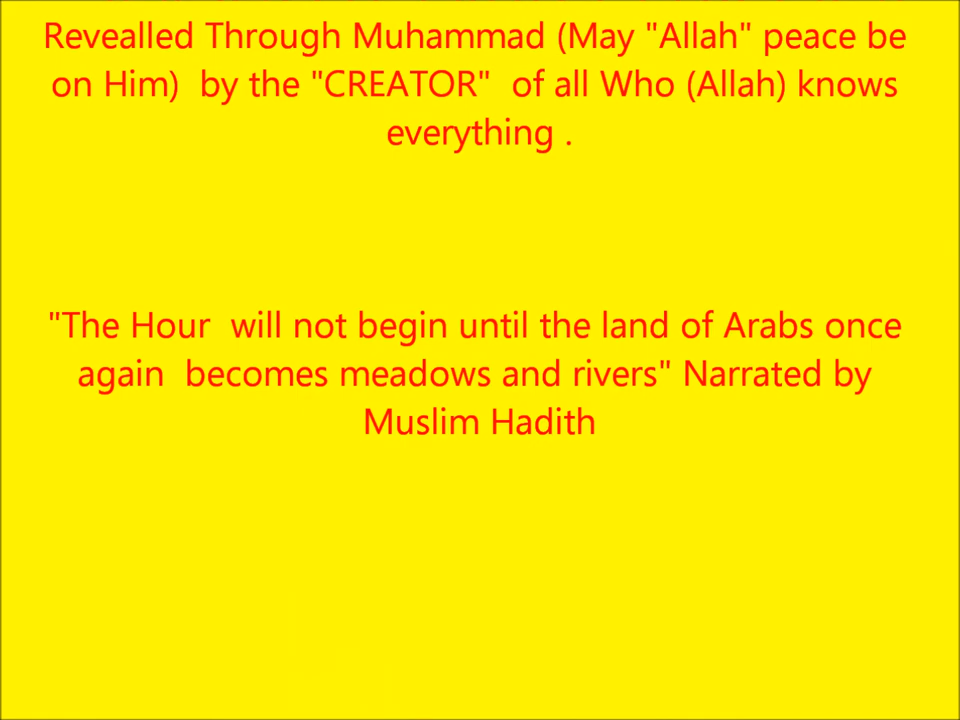 Revealled Through Muhammad (May "Allah" peace be
on Him)  by the "CREATOR"  of all Who (Allah) knows
everything .
"The Hour  will not begin until the land of Arabs once
again  becomes meadows and rivers" Narrated by
Muslim Hadith